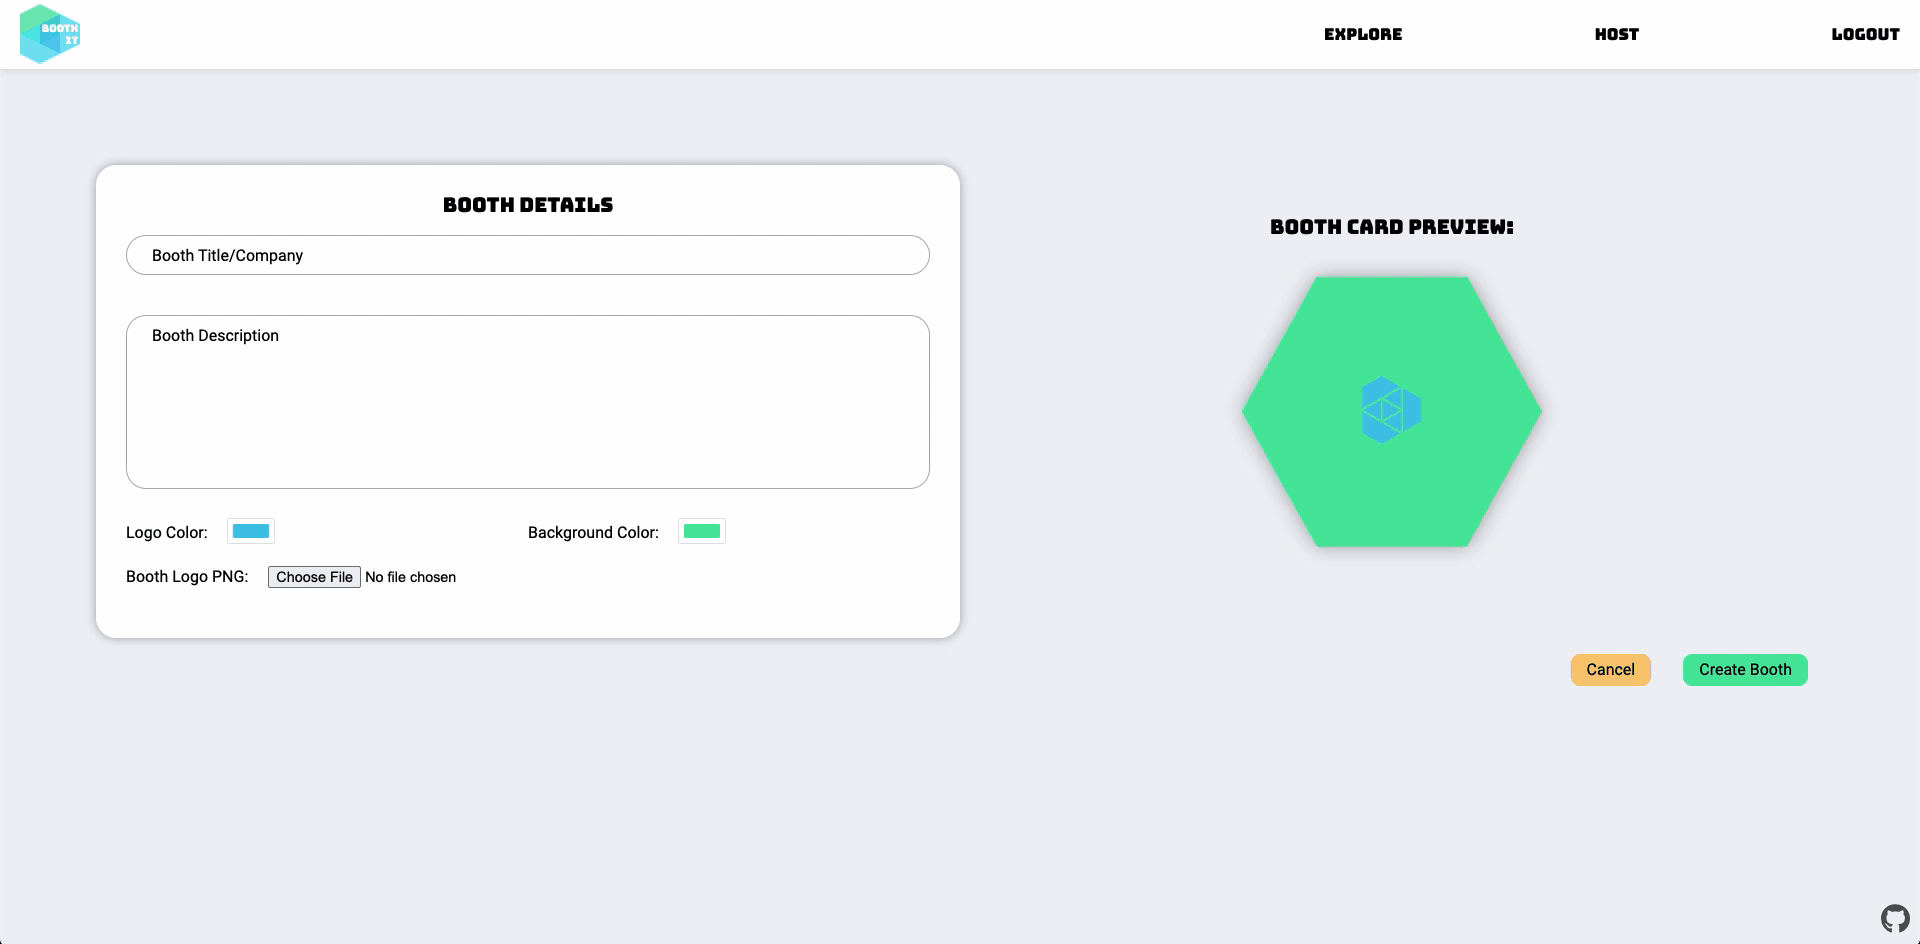 BOOTH
IT
EXPLORE
HOST
LOGOUT
BOOTH DETAILS
Booth Title/Company
Booth Description
Logo Color:
Background Color:
Booth Logo PNG: Choose File No file chosen
BOOTH CARD PREVIEW:
Cancel
Create Booth